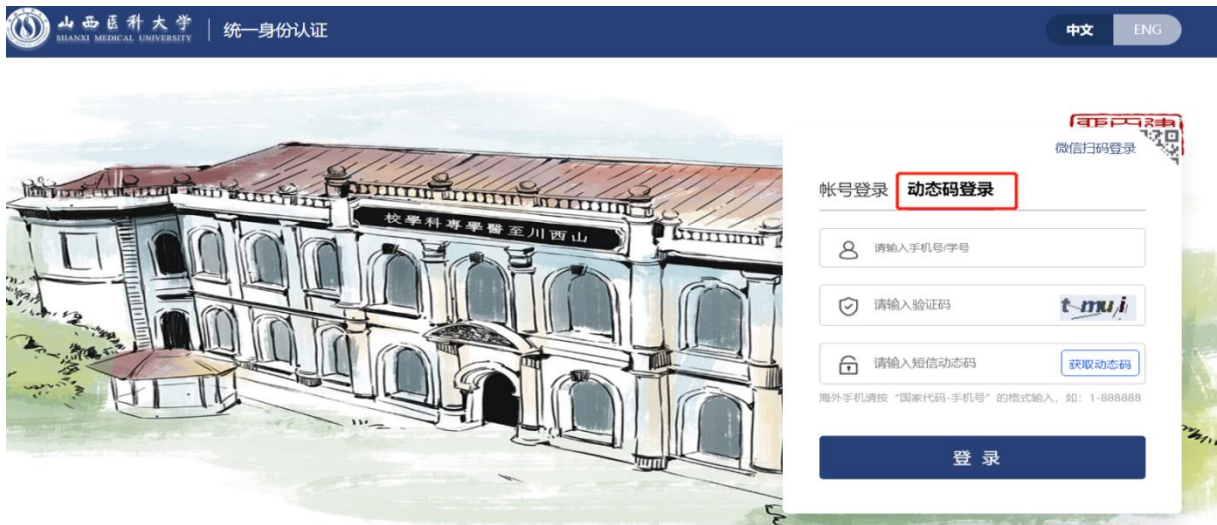 山西医科大学
SHANXI MEDICAL UNIVERSITY
统一身份认证
中文 ENG
微信扫码登录
校學科專學醫至川西山
帐号登录 动态码登录
请输入手机号/学号
请输入验证码
请输入短信动态码 获取动态码
海外手机请按“国家代码-手机号”的格式输入，如：1-888888
登 录